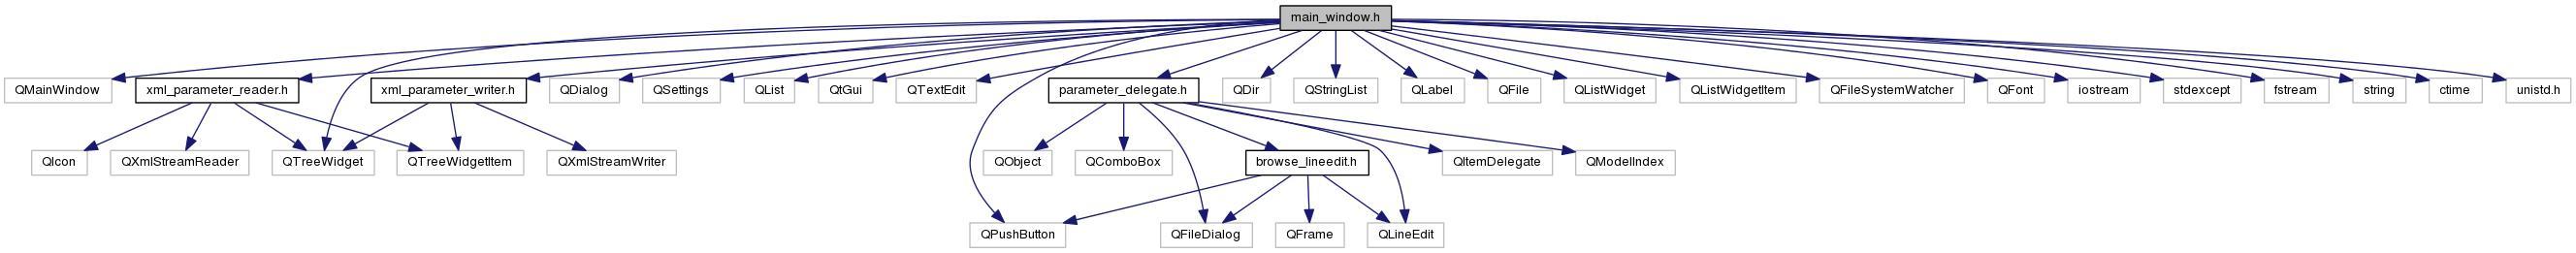 main_window.h
QMainWindow
xml_parameter_reader.h
xml_parameter_writer.h
QDialog
QSettings
QList
QtGui
QTextEdit
parameter_delegate.h
QDir
QStringList
QLabel
QFile
QListWidget
QListWidgetItem
QFileSystemWatcher
QFont
iostream
stdexcept
fstream
string
ctime
unistd.h
QIcon
QXmlStreamReader
QTreeWidget
QTreeWidgetItem
QXmlStreamWriter
QObject
QComboBox
browse_lineedit.h
QItemDelegate
QModelIndex
QPushButton
QFileDialog
QFrame
QLineEdit